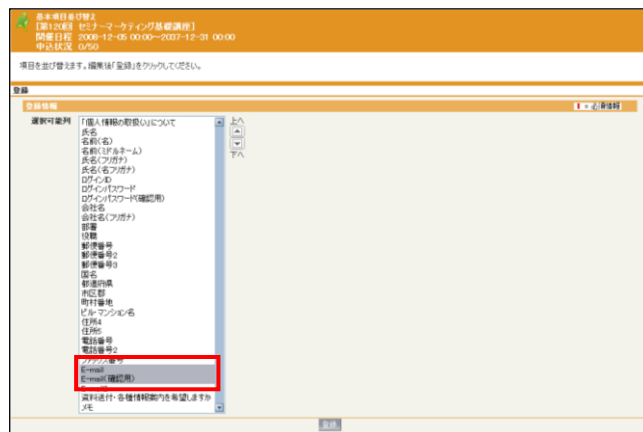 基本項目並び替え
[第120回 セミナーマーケティング基礎講座]
開催日程 2008-12-05 00:00～2037-12-31 00:00
申込状況 0/50
項目を並び替えます。編集後「登録」をクリックしてください。
登録
登録情報
! = 必須情報
選択可能列
「個人情報の取扱い」について
上へ
下へ
氏名
名前(名)
名前(ミドルネーム)
氏名(フリガナ)
氏名(名フリガナ)
ログインID
ログインパスワード
ログインパスワード(確認用)
会社名
会社名(フリガナ)
部署
役職
郵便番号
郵便番号2
郵便番号3
国名
都道府県
市区郡
町村番地
ビル・マンション名
住所4
住所5
電話番号
電話番号2
ファックス番号
E-mail
E-mail(確認用)
資料送付・各種情報案内を希望しますか
メモ
登録